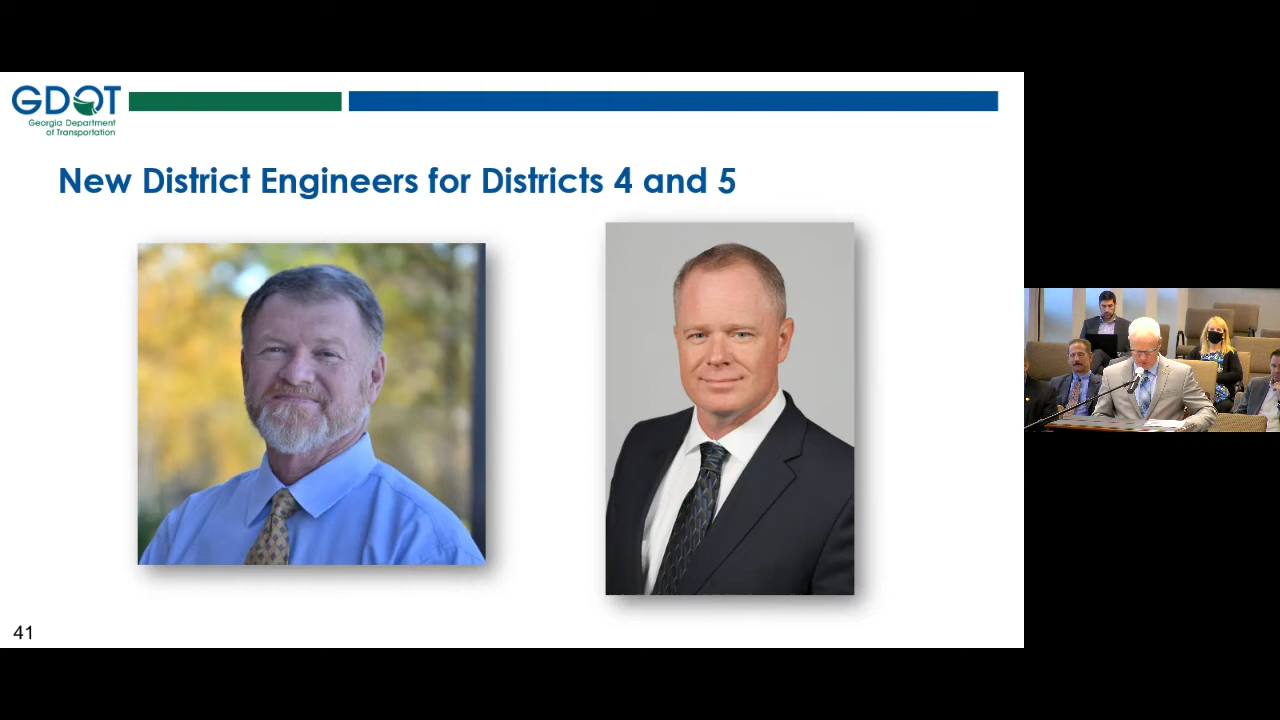 GDOT
Georgia Department
of Transportation
New District Engineers for Districts 4 and 5
41